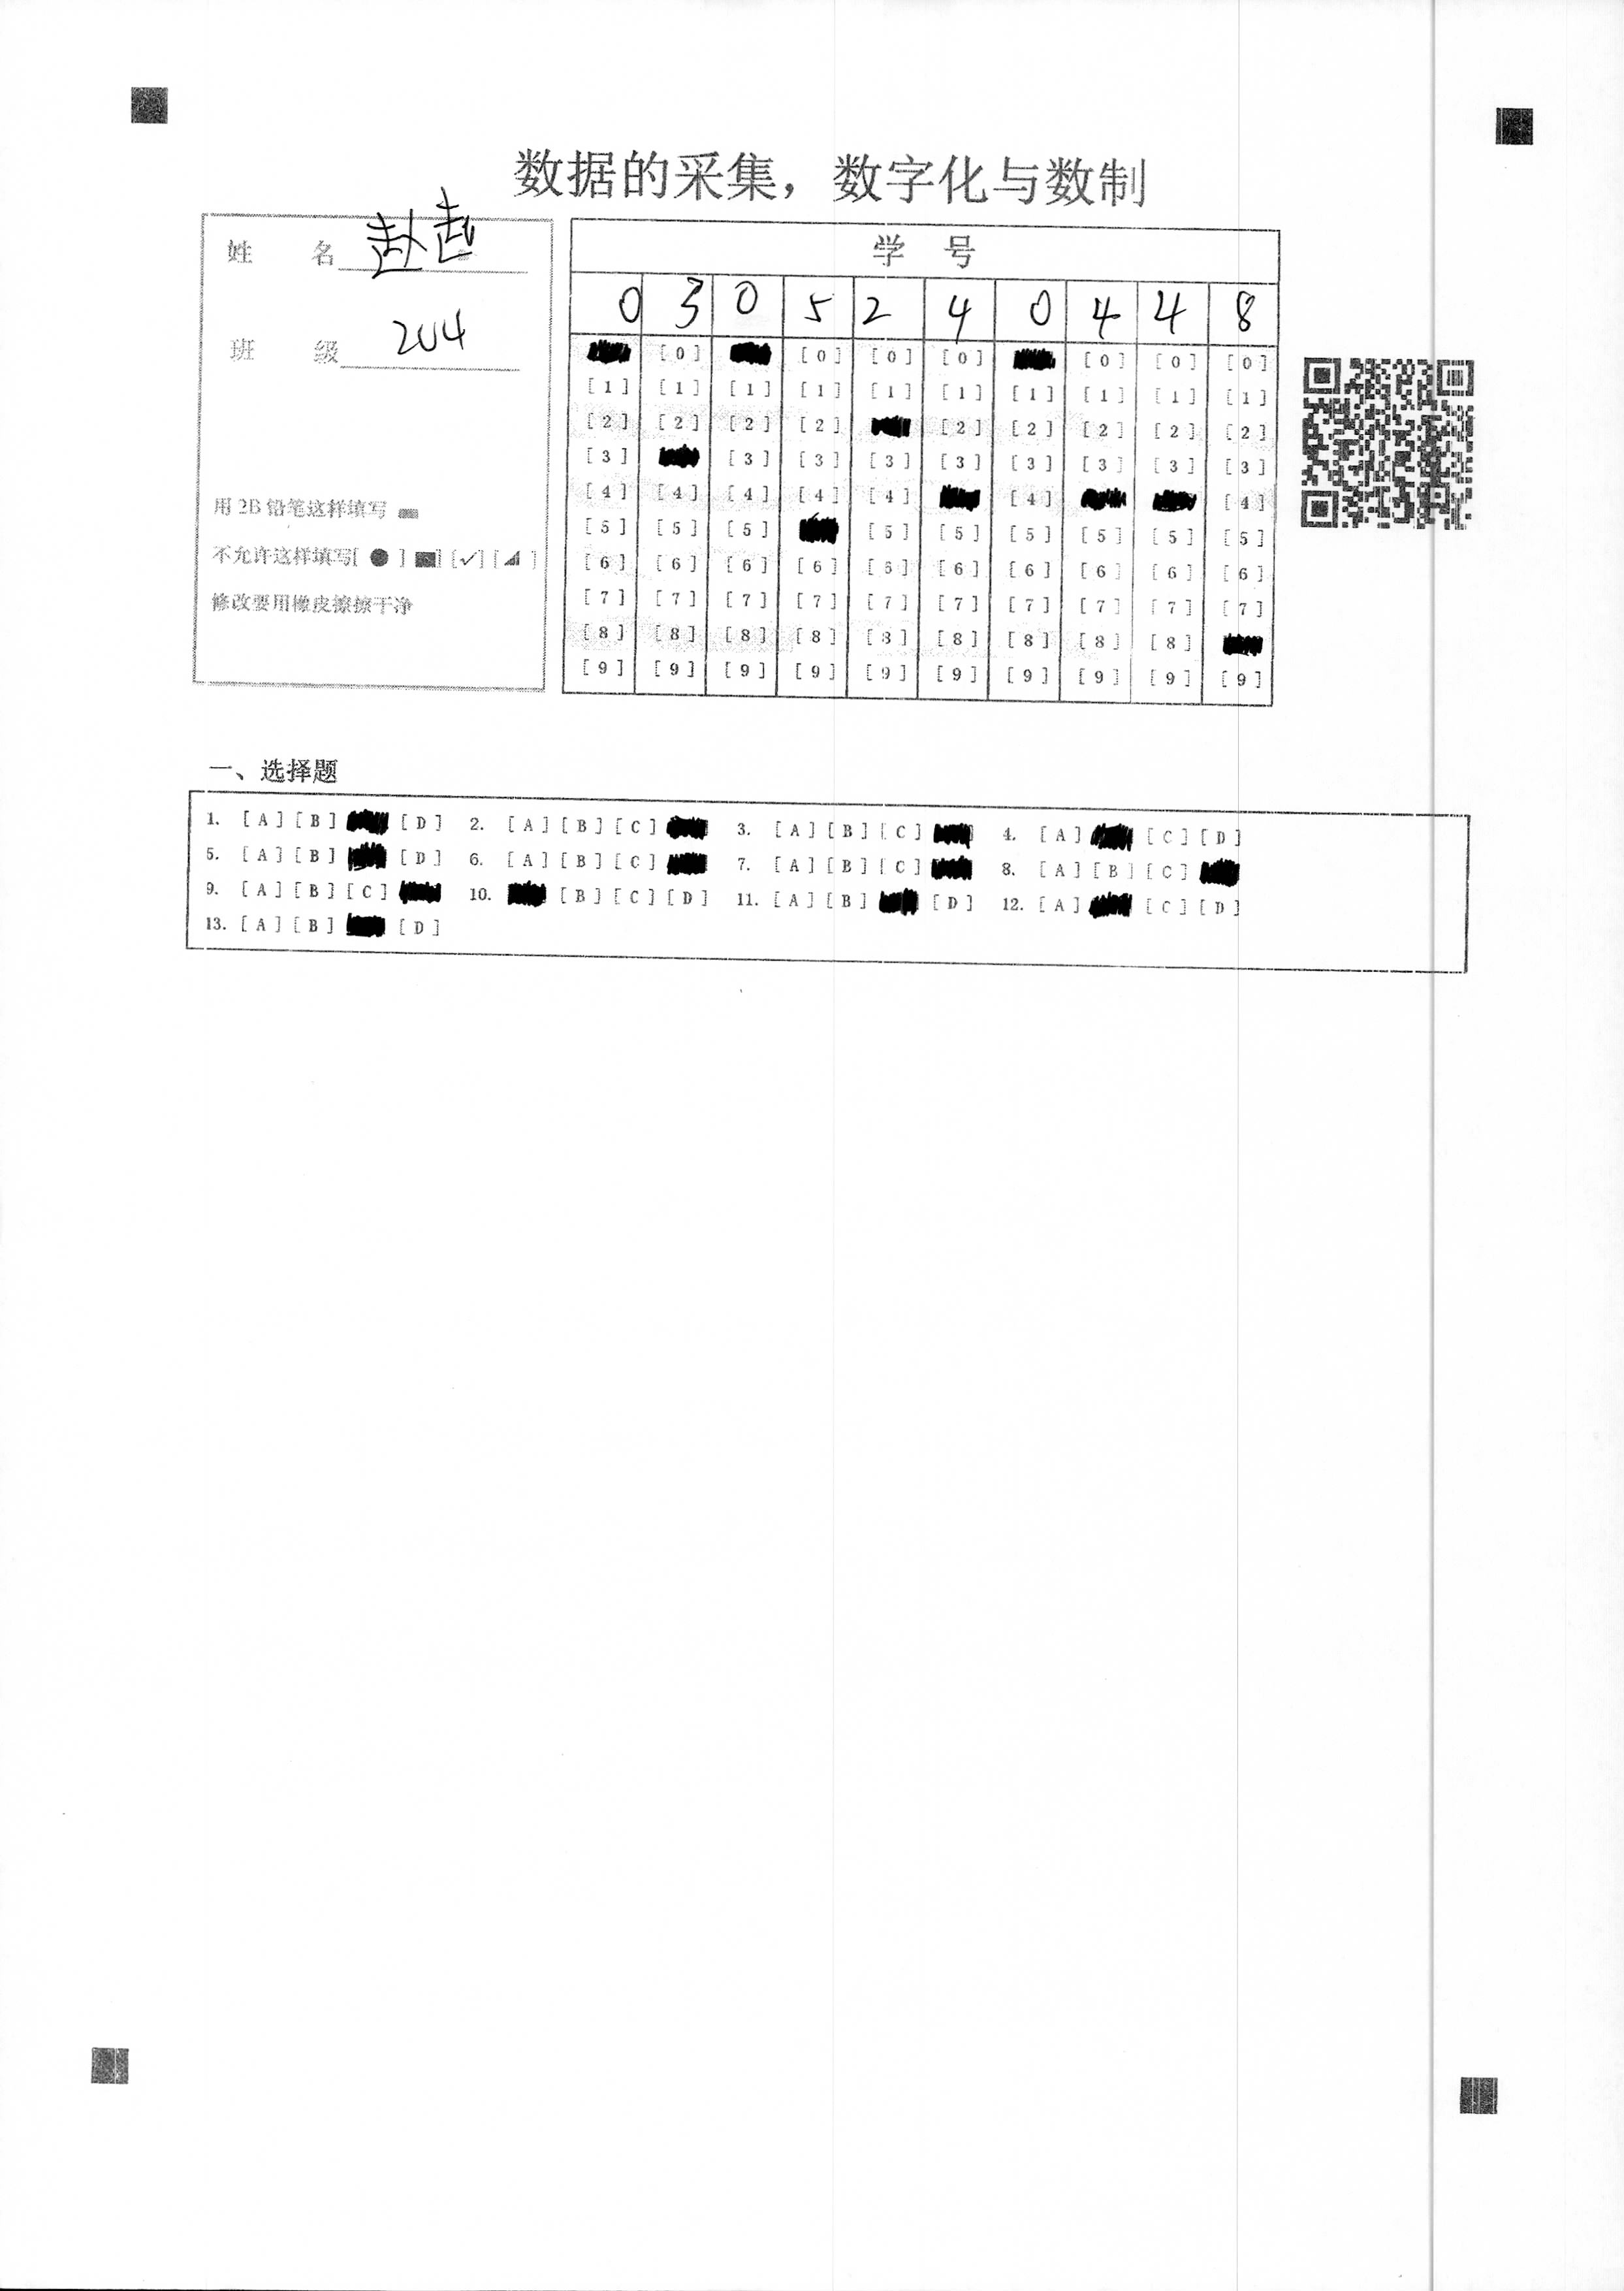 数据的采集，数字化与数制
姓 名 赵起
班 级 204
用 2B 铅笔这样填写
不允许这样填写[ ● ] [■] [✓] [◢ ]
修改要用橡皮擦擦干净
学 号
0 3 0 5 2 4 0 4 4 8
[0] [0] [0] [0] [0] [0] [0]
[1] [1] [1] [1] [1] [1] [1] [1] [1] [1]
[2] [2] [2] [2] [2] [2] [2] [2] [2]
[3] [3] [3] [3] [3] [3] [3] [3] [3]
[4] [4] [4] [4] [4] [4] [4]
[5] [5] [5] [5] [5] [5] [5] [5] [5]
[6] [6] [6] [6] [6] [6] [6] [6] [6] [6]
[7] [7] [7] [7] [7] [7] [7] [7] [7] [7]
[8] [8] [8] [8] [8] [8] [8] [8] [8]
[9] [9] [9] [9] [9] [9] [9] [9] [9] [9]
一、选择题
1. [A] [B] [D] 2. [A] [B] [C] 3. [A] [B] [C] 4. [A] [C] [D]
5. [A] [B] [D] 6. [A] [B] [C] 7. [A] [B] [C] 8. [A] [B] [C]
9. [A] [B] [C] 10. [B] [C] [D] 11. [A] [B] [D] 12. [A] [C] [D]
13. [A] [B] [D]